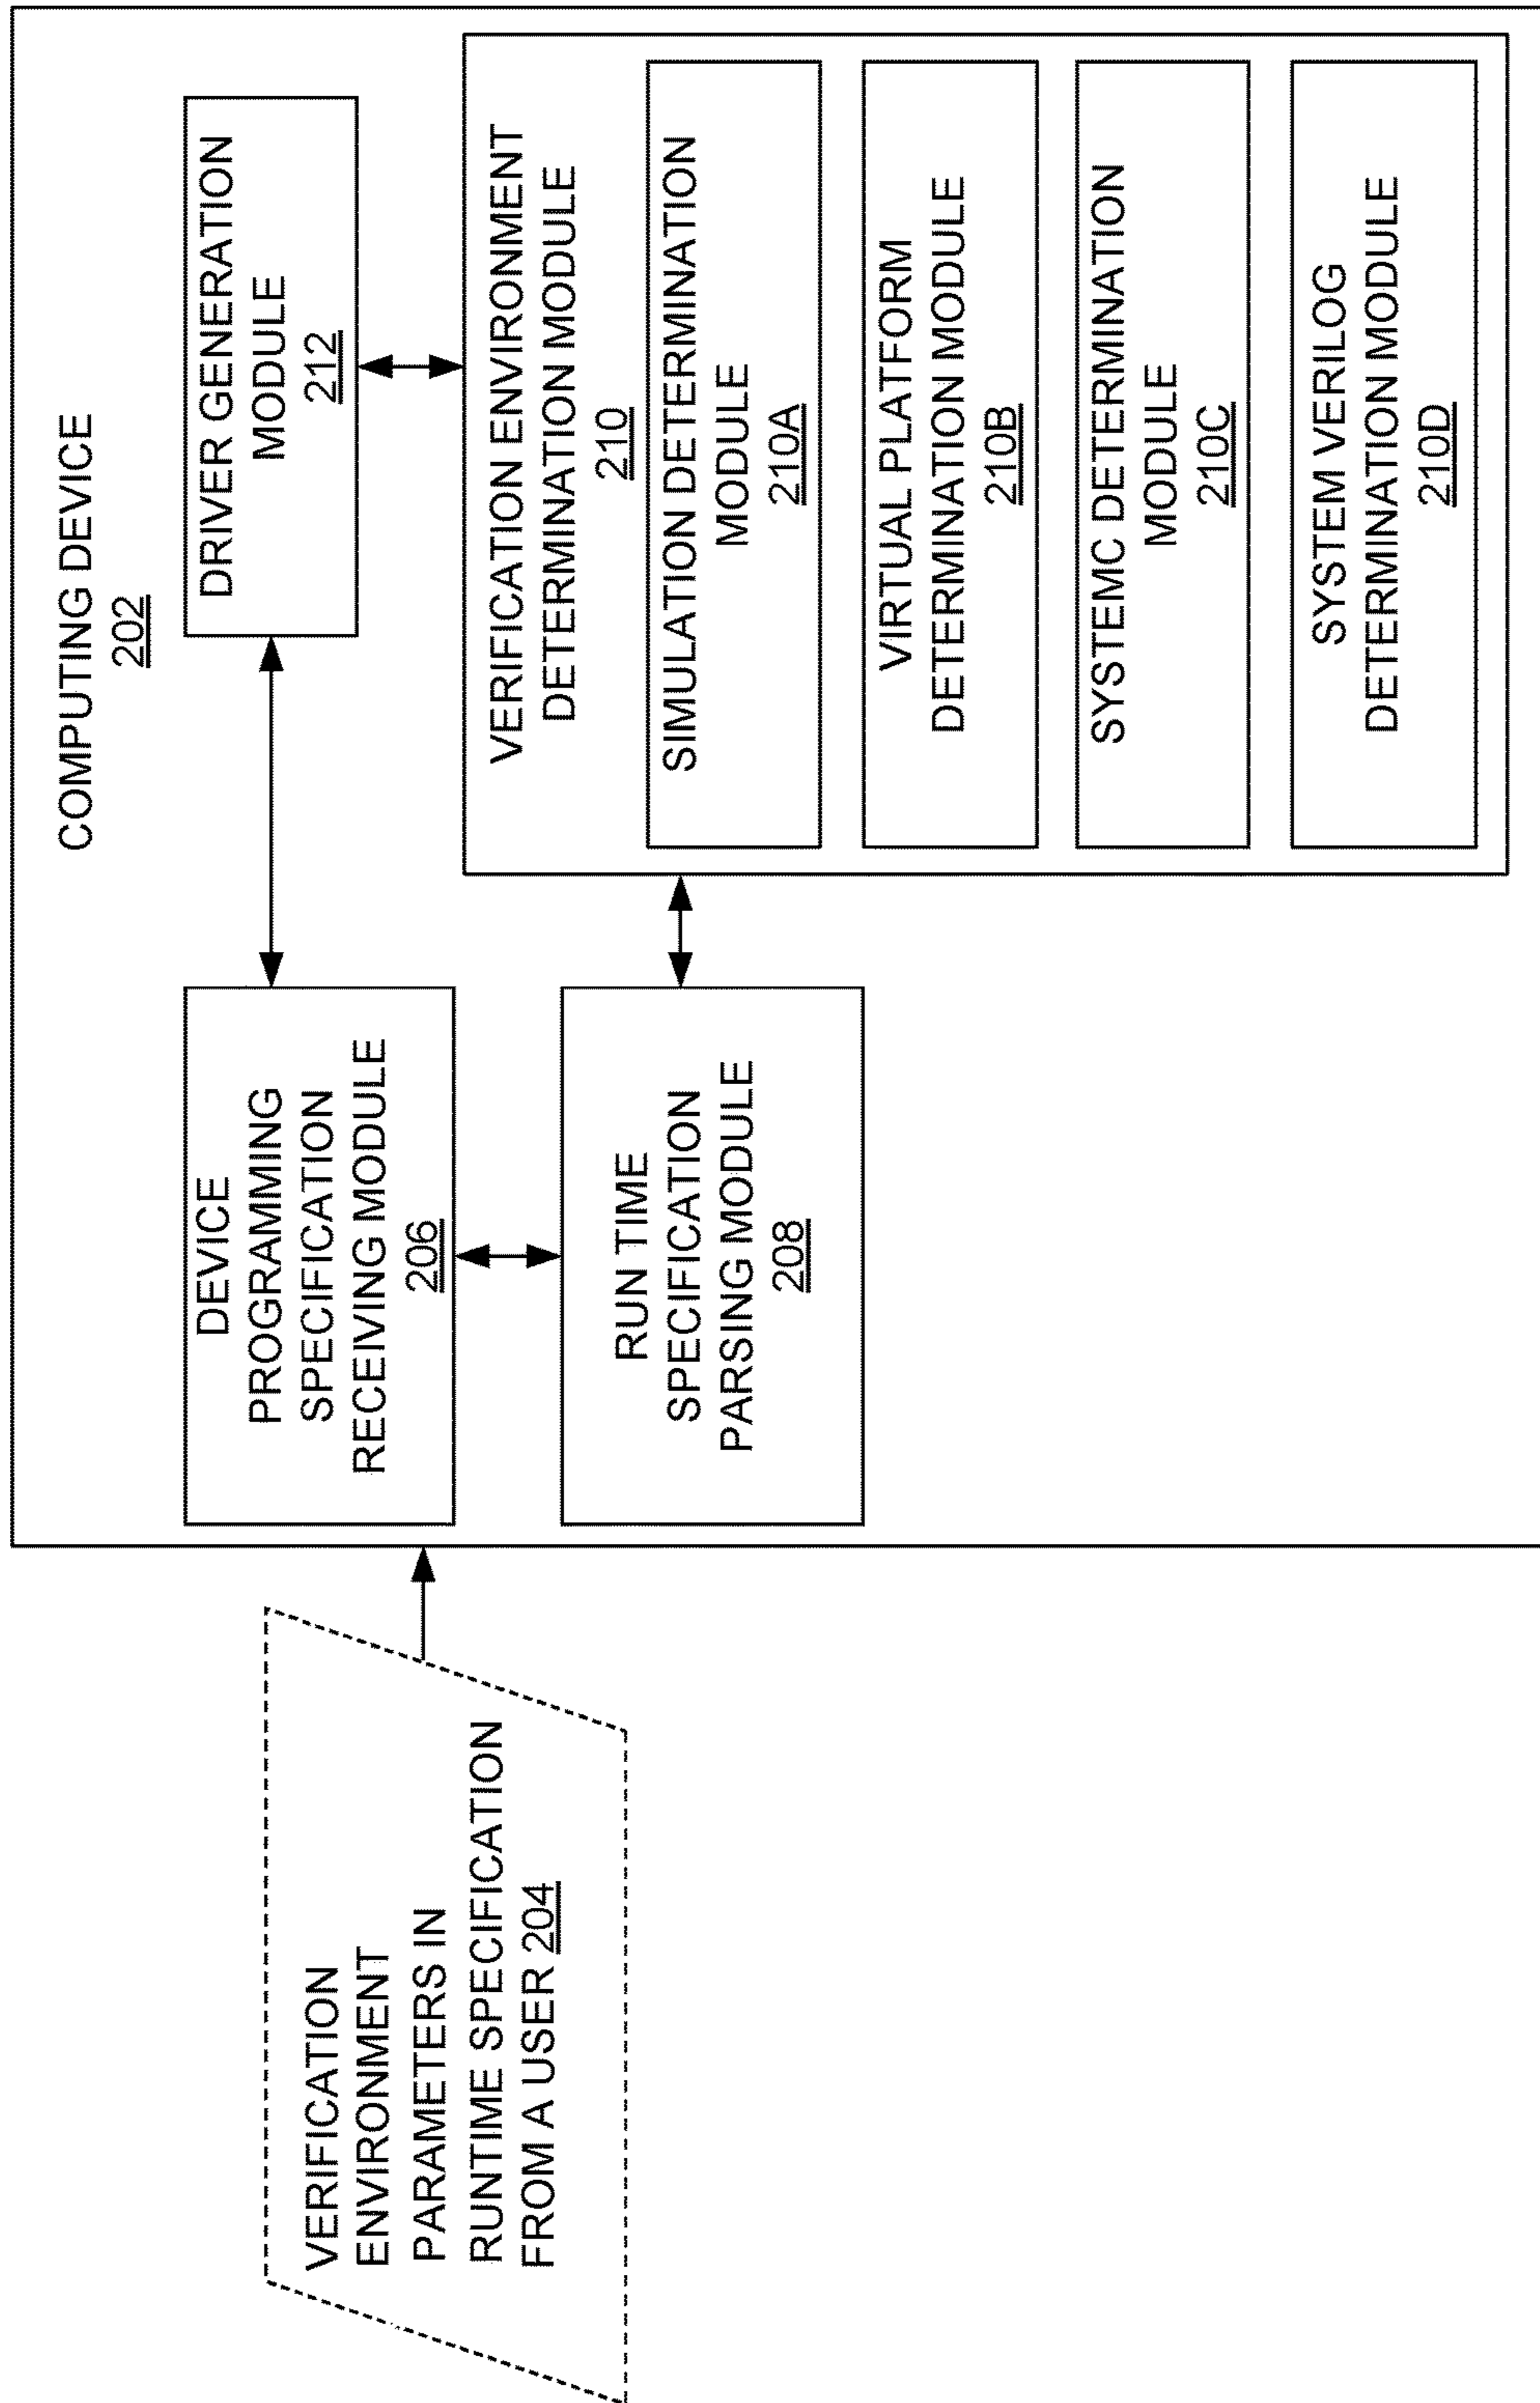 COMPUTING DEVICE
202
VERIFICATION
ENVIRONMENT
PARAMETERS IN
RUNTIME SPECIFICATION
FROM A USER 204
DEVICE
PROGRAMMING
SPECIFICATION
RECEIVING MODULE
206
DRIVER GENERATION
MODULE
212
RUN TIME
SPECIFICATION
PARSING MODULE
208
VERIFICATION ENVIRONMENT
DETERMINATION MODULE
210
SIMULATION DETERMINATION
MODULE
210A
VIRTUAL PLATFORM
DETERMINATION MODULE
210B
SYSTEMC DETERMINATION
MODULE
210C
SYSTEM VERILOG
DETERMINATION MODULE
210D